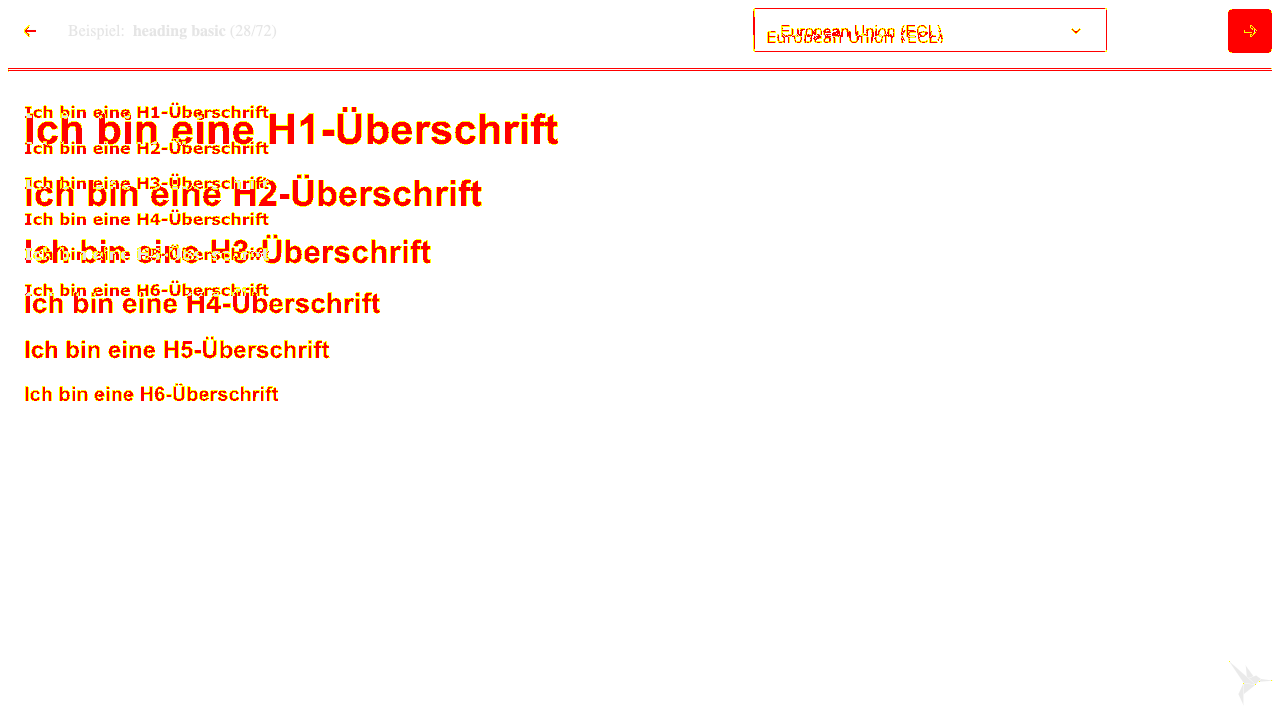 Beispiel: heading basic (28/72)
European Union (ECL)
European Union (ECL)
Ich bin eine H1-Überschrift
Ich bin eine H1-Überschrift
Ich bin eine H2-Überschrift
Ich bin eine H3-Überschrift
Ich bin eine H2-Überschrift
Ich bin eine H4-Überschrift
Ich bin eine H3-Überschrift
Ich bin eine H5-Überschrift
Ich bin eine H6-Überschrift
Ich bin eine H4-Überschrift
Ich bin eine H5-Überschrift
Ich bin eine H6-Überschrift